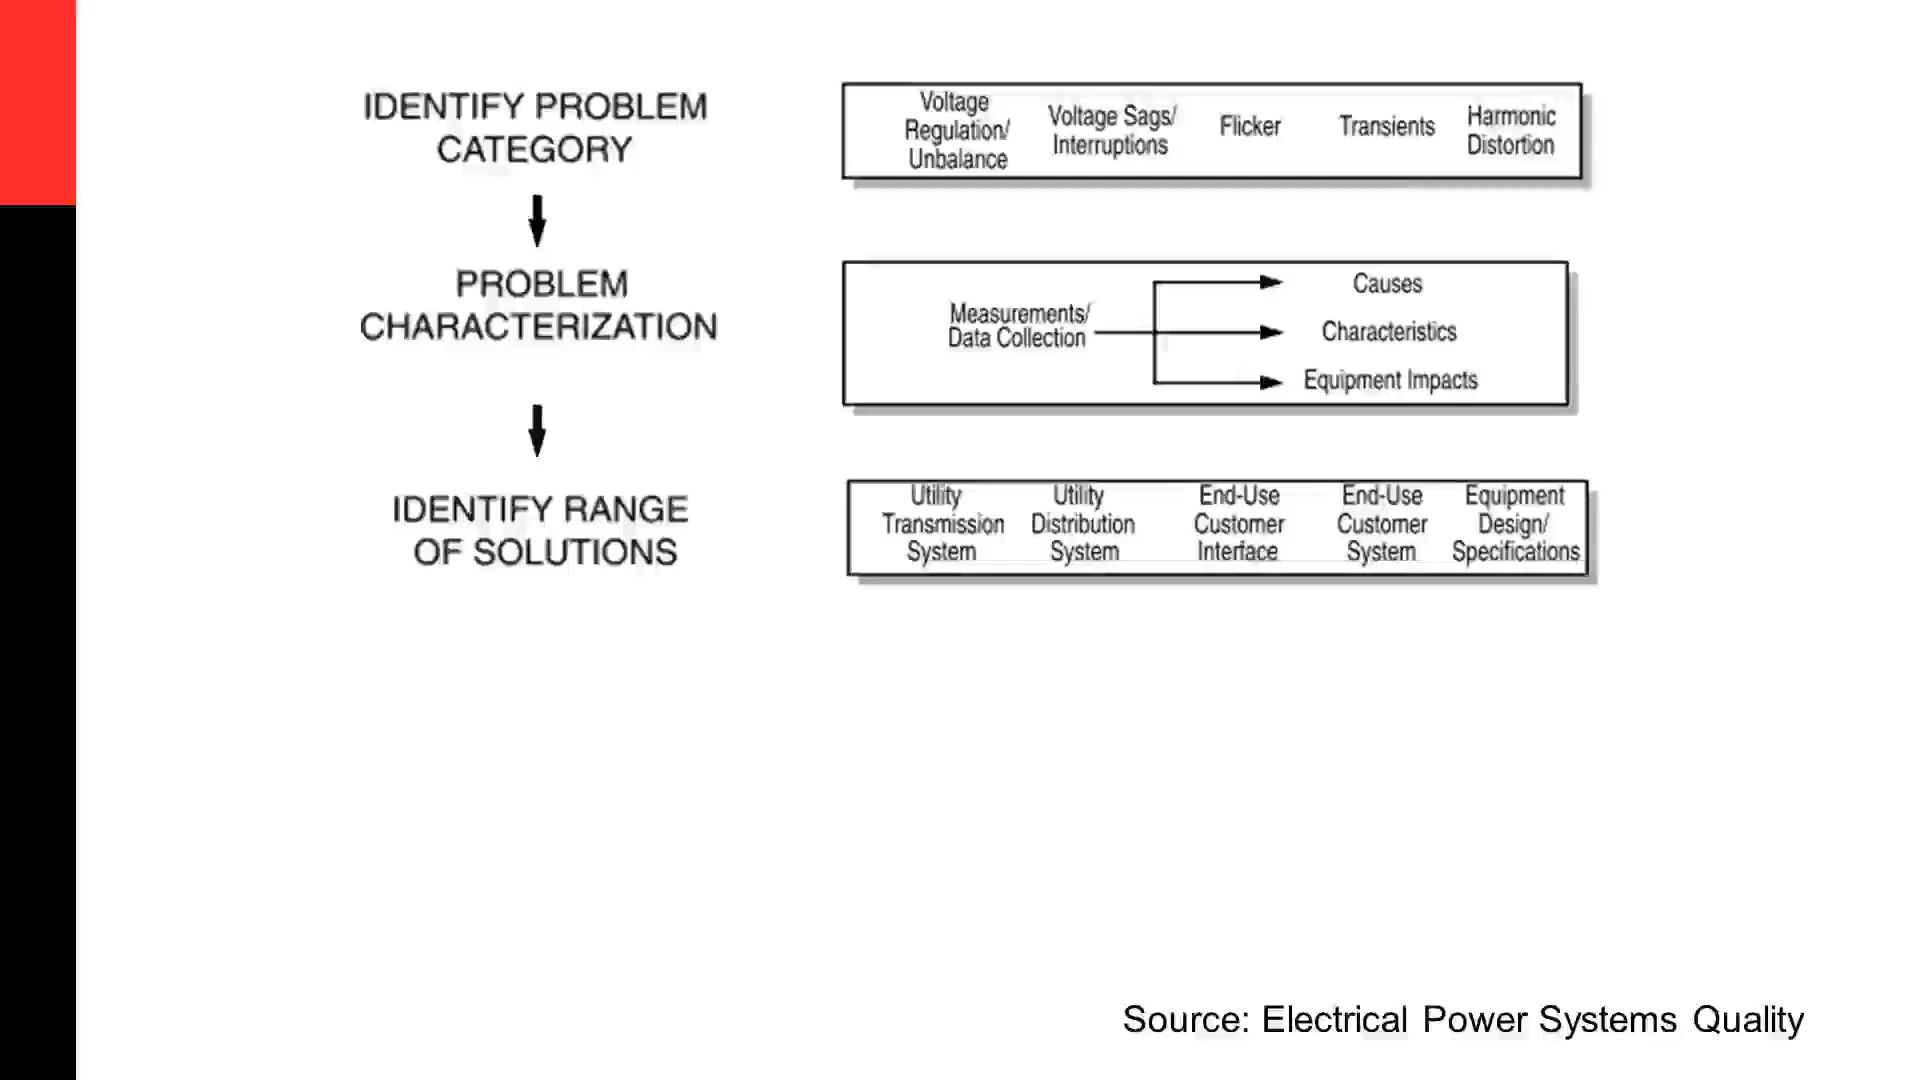 IDENTIFY PROBLEM
CATEGORY
Voltage
Regulation/
Unbalance
Voltage Sags/
Interruptions
Flicker
Transients
Harmonic
Distortion
PROBLEM
CHARACTERIZATION
Measurements/
Data Collection
Causes
Characteristics
Equipment Impacts
IDENTIFY RANGE
OF SOLUTIONS
Utility
Transmission
System
Utility
Distribution
System
End-Use
Customer
Interface
End-Use
Customer
System
Equipment
Design/
Specifications
Source: Electrical Power Systems Quality